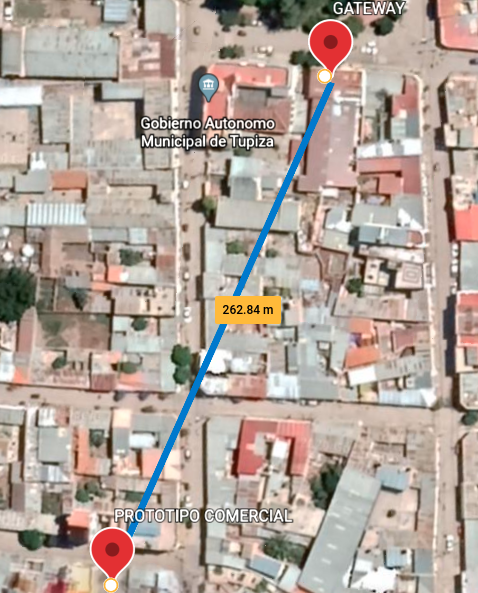 GATEWAY
Gobierno Autonomo
Municipal de Tupiza
262.84 m
PROTOTIPO COMERCIAL